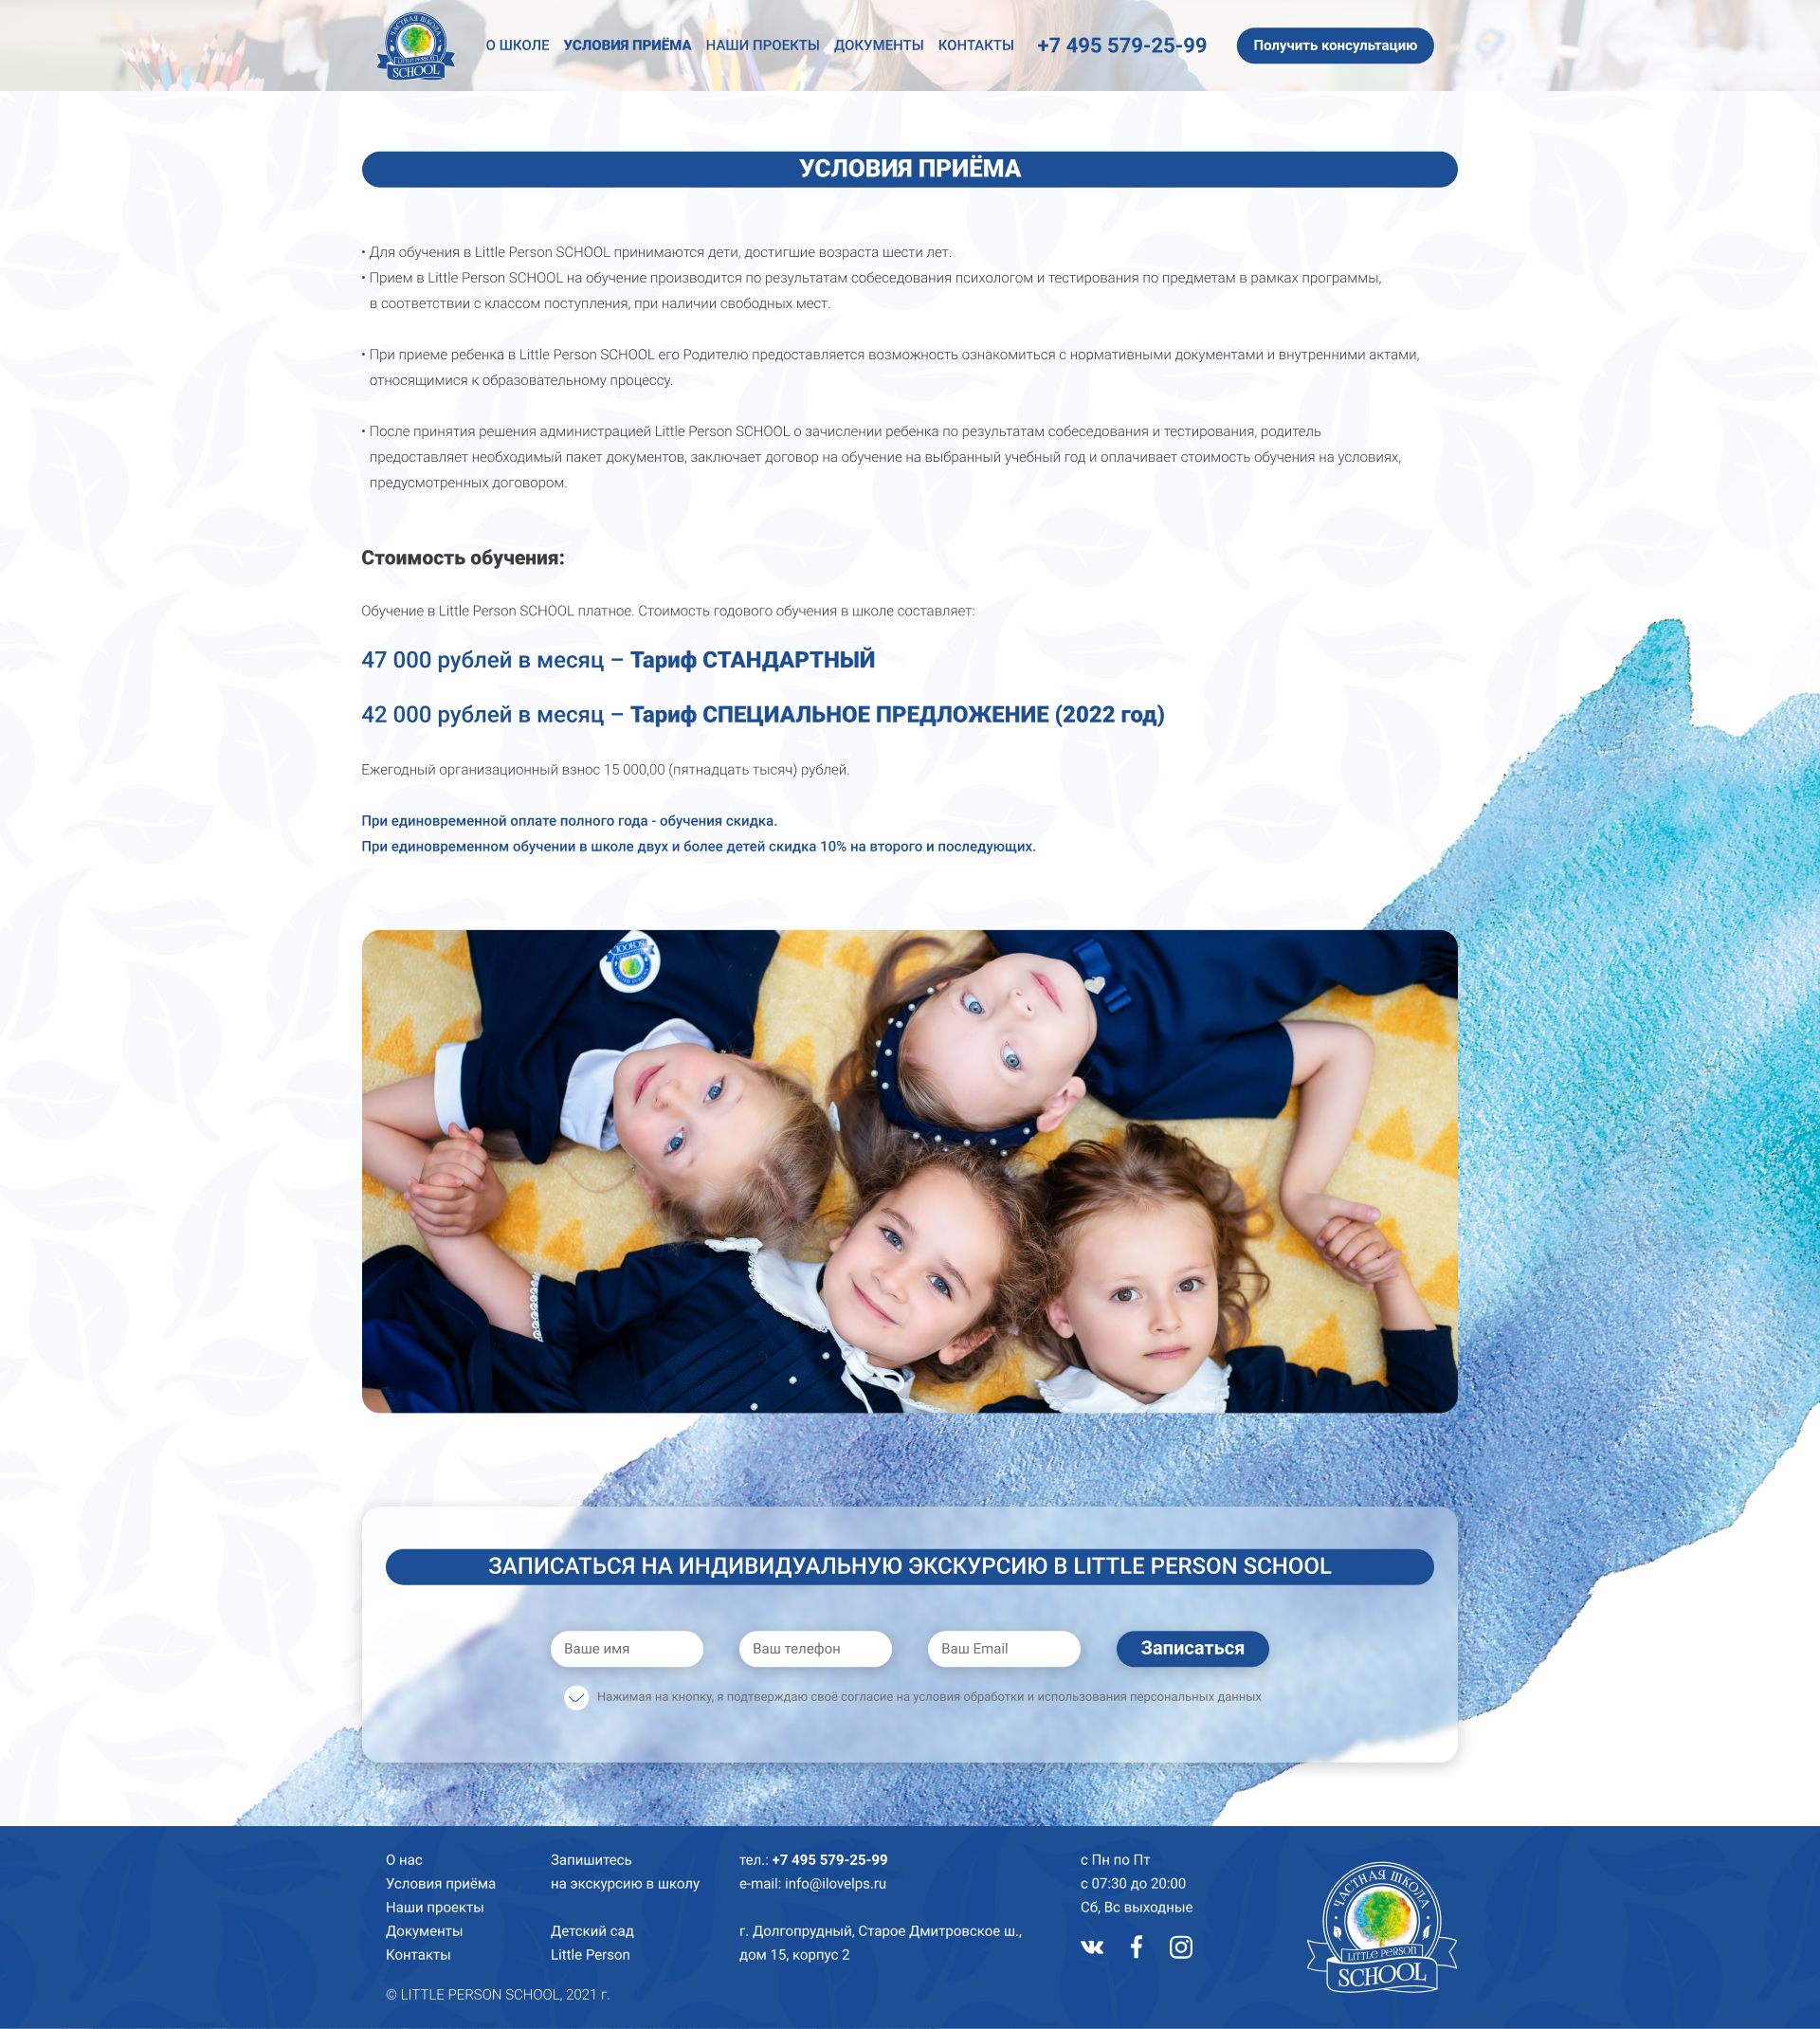 ЧАСТНАЯ ШКОЛА
LITTLE PERSON
SCHOOL
О ШКОЛЕ
УСЛОВИЯ ПРИЁМА
НАШИ ПРОЕКТЫ
ДОКУМЕНТЫ
КОНТАКТЫ
+7 495 579-25-99
Получить консультацию
УСЛОВИЯ ПРИЁМА
• Для обучения в Little Person SCHOOL принимаются дети, достигшие возраста шести лет.
• Прием в Little Person SCHOOL на обучение производится по результатам собеседования психологом и тестирования по предметам в рамках программы,
в соответствии с классом поступления, при наличии свободных мест.
• При приеме ребенка в Little Person SCHOOL его Родителю предоставляется возможность ознакомиться с нормативными документами и внутренними актами,
относящимися к образовательному процессу.
• После принятия решения администрацией Little Person SCHOOL о зачислении ребенка по результатам собеседования и тестирования, родитель
предоставляет необходимый пакет документов, заключает договор на обучение на выбранный учебный год и оплачивает стоимость обучения на условиях,
предусмотренных договором.
Стоимость обучения:
Обучение в Little Person SCHOOL платное. Стоимость годового обучения в школе составляет:
47 000 рублей в месяц – Тариф СТАНДАРТНЫЙ
42 000 рублей в месяц – Тариф СПЕЦИАЛЬНОЕ ПРЕДЛОЖЕНИЕ (2022 год)
Ежегодный организационный взнос 15 000,00 (пятнадцать тысяч) рублей.
При единовременной оплате полного года - обучения скидка.
При единовременном обучении в школе двух и более детей скидка 10% на второго и последующих.
SCHOOL
ЗАПИСАТЬСЯ НА ИНДИВИДУАЛЬНУЮ ЭКСКУРСИЮ В LITTLE PERSON SCHOOL
Ваше имя
Ваш телефон
Ваш Email
Записаться
Нажимая на кнопку, я подтверждаю своё согласие на условия обработки и использования персональных данных
О нас
Условия приёма
Наши проекты
Документы
Контакты
Запишитесь
на экскурсию в школу
Детский сад
Little Person
тел.: +7 495 579-25-99
e-mail: info@ilovelps.ru
г. Долгопрудный, Старое Дмитровское ш.,
дом 15, корпус 2
с Пн по Пт
с 07:30 до 20:00
Сб, Вс выходные
ЧАСТНАЯ ШКОЛА
LITTLE PERSON
SCHOOL
© LITTLE PERSON SCHOOL, 2021 г.